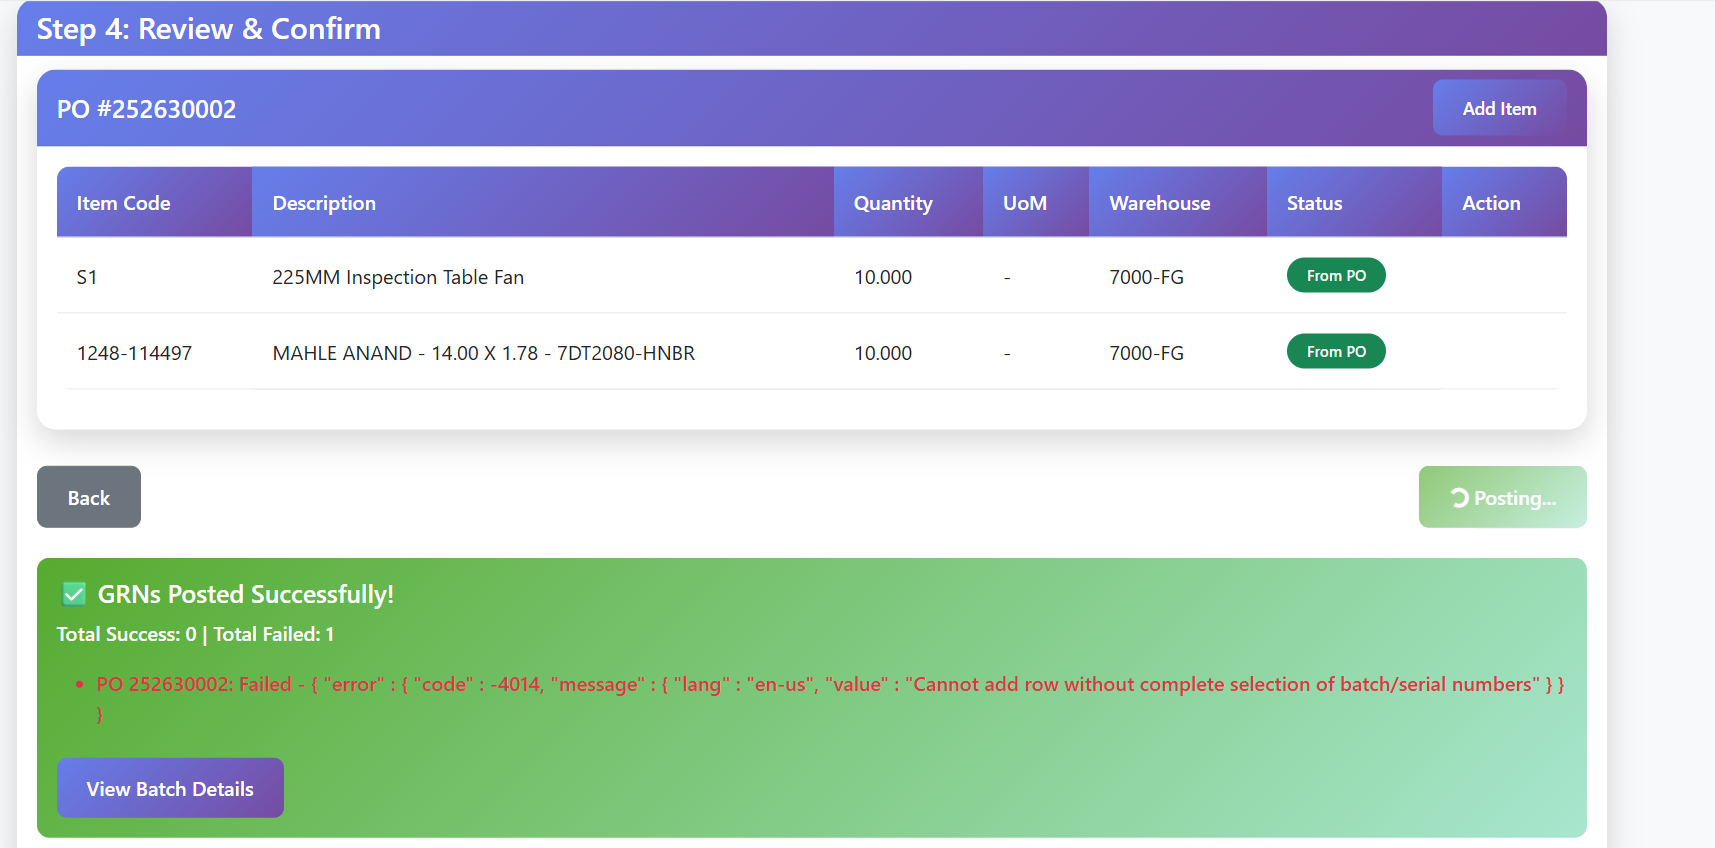 Step 4: Review & Confirm
PO #252630002
Add Item
Item Code Description Quantity UoM Warehouse Status Action
S1 225MM Inspection Table Fan 10.000 - 7000-FG From PO
1248-114497 MAHLE ANAND - 14.00 X 1.78 - 7DT2080-HNBR 10.000 - 7000-FG From PO
Back
Posting...
✅ GRNs Posted Successfully!
Total Success: 0 | Total Failed: 1
• PO 252630002: Failed - { "error" : { "code" : -4014, "message" : { "lang" : "en-us", "value" : "Cannot add row without complete selection of batch/serial numbers" } }
}
View Batch Details